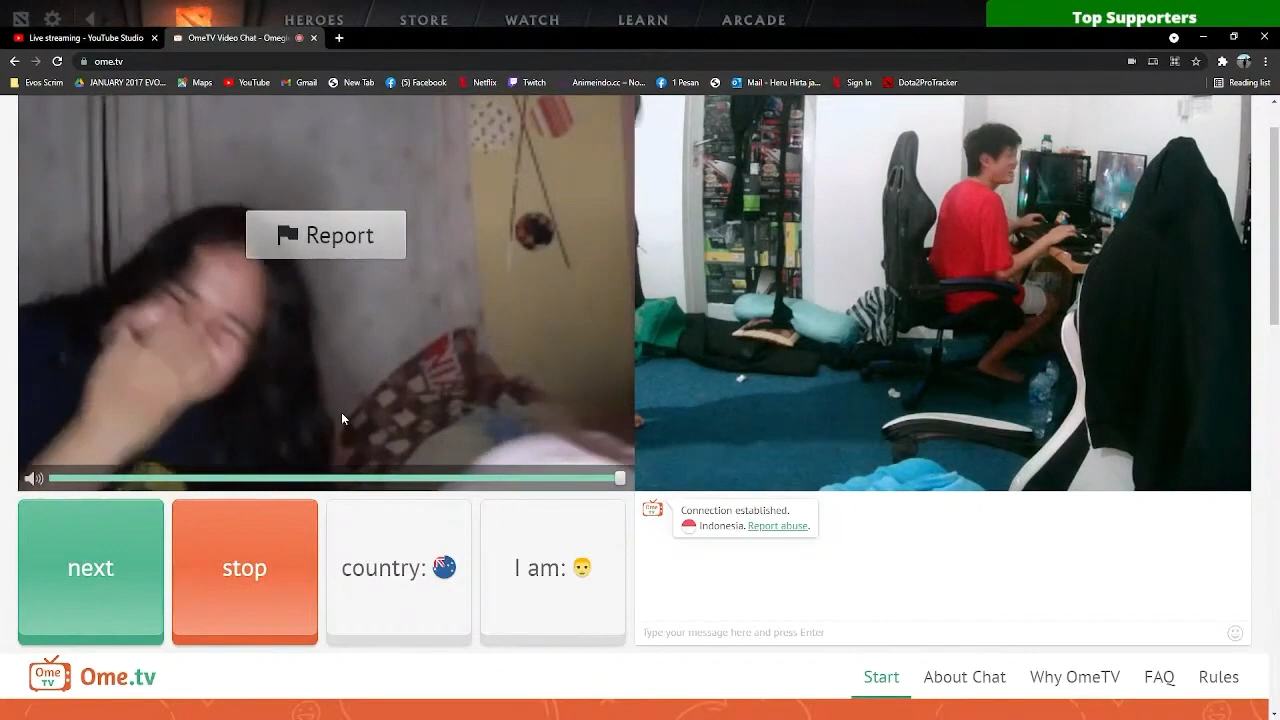 HEROES STORE WATCH LEARN ARCADE
Top Supporters
Live streaming - YouTube Studio
OmeTV Video Chat - Omegl
ome.tv
Evos Scrim JANUARY 2017 EVO... Maps YouTube Gmail New Tab (5) Facebook Netflix Twitch Animeindo.cc – No... 1 Pesan Mail - Heru Hirta ja... Sign In Dota2ProTracker Reading list
Report
Connection established.
Indonesia. Report abuse.
next stop country: I am:
Type your message here and press Enter
Ome TV Ome.tv
Start About Chat Why OmeTV FAQ Rules